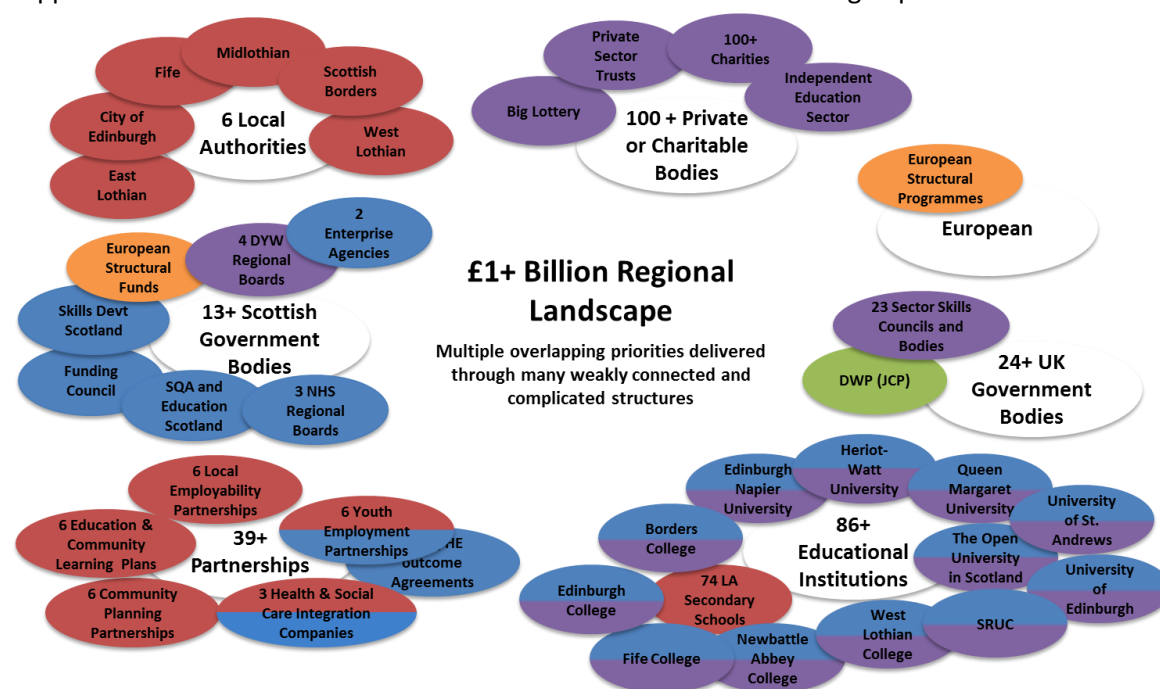 Midlothian
Fife
Scottish
Borders
City of
Edinburgh
West
Lothian
East
Lothian
6 Local
Authorities
Private
Sector
Trusts
100+
Charities
Independent
Education
Sector
Big Lottery
100 + Private
or Charitable
Bodies
European
Structural
Programmes
European
2
Enterprise
Agencies
4 DYW
Regional
Boards
European
Structural
Funds
Skills Devt
Scotland
13+ Scottish
Government
Bodies
Funding
Council
SQA and
Education
Scotland
3 NHS
Regional
Boards
£1+ Billion Regional
Landscape
Multiple overlapping priorities delivered
through many weakly connected and
complicated structures
23 Sector Skills
Councils and
Bodies
DWP (JCP)
24+ UK
Government
Bodies
6 Local
Employability
Partnerships
6 Youth
Employment
Partnerships
6 Education &
Community
Learning Plans
39+
Partnerships
HE
outcome
Agreements
6 Community
Planning
Partnerships
3 Health & Social
Care Integration
Companies
Heriot-
Watt
University
Edinburgh
Napier
University
Queen
Margaret
University
University
of St.
Andrews
Borders
College
86+
Educational
Institutions
The Open
University
in Scotland
University
of
Edinburgh
Edinburgh
College
74 LA
Secondary
Schools
West
Lothian
College
SRUC
Fife College
Newbattle
Abbey
College